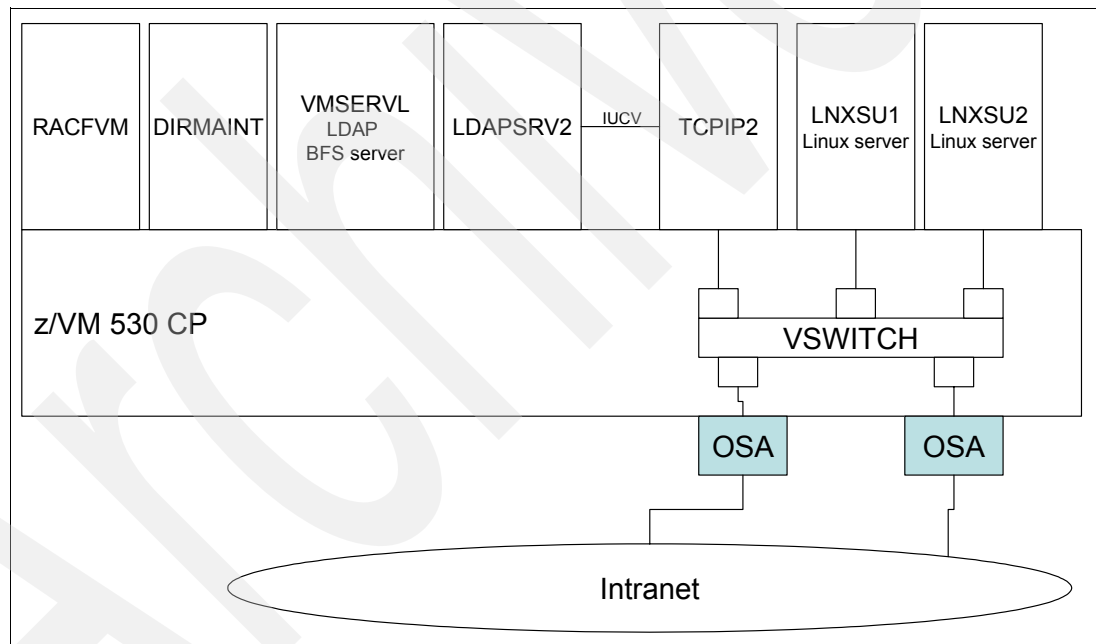 RACFVM
DIRMAINT
VMSERVL
LDAP
BFS server
LDAPSRV2
IUCV
TCPIP2
LNXSU1
Linux server
LNXSU2
Linux server
z/VM 530 CP
VSWITCH
OSA
OSA
Intranet